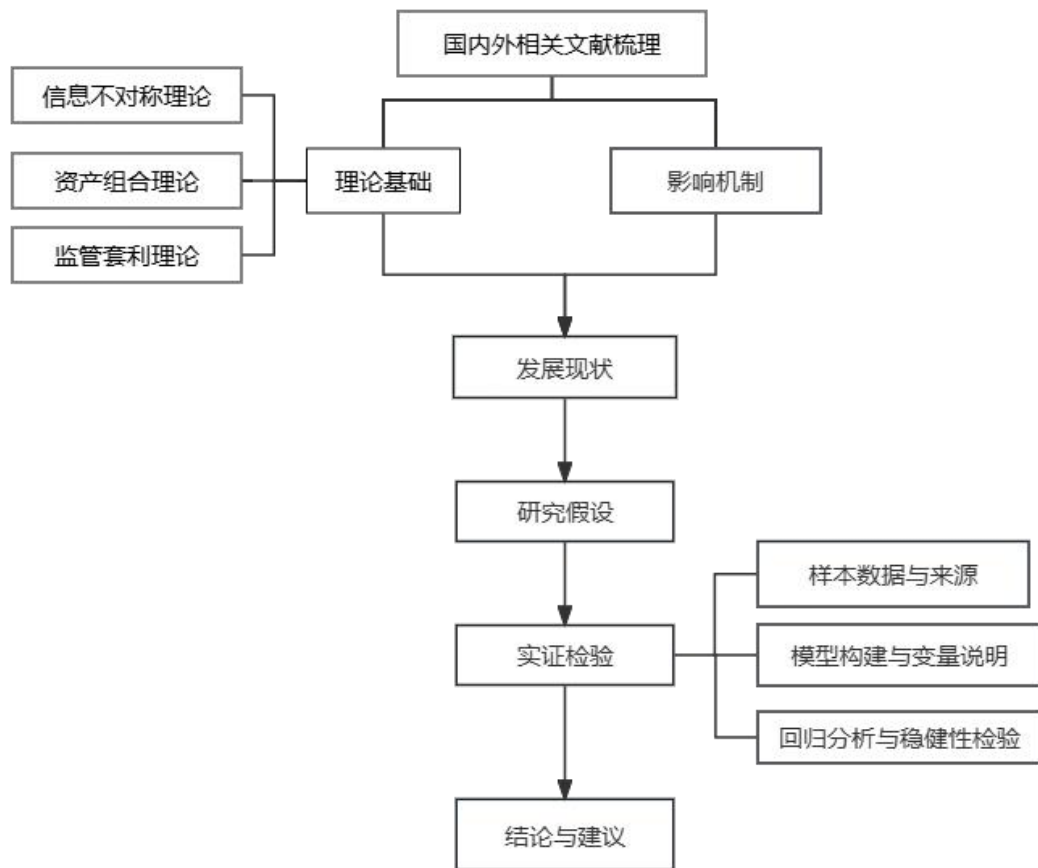 国内外相关文献梳理
信息不对称理论
资产组合理论
理论基础
影响机制
监管套利理论
发展现状
研究假设
样本数据与来源
实证检验
模型构建与变量说明
回归分析与稳健性检验
结论与建议